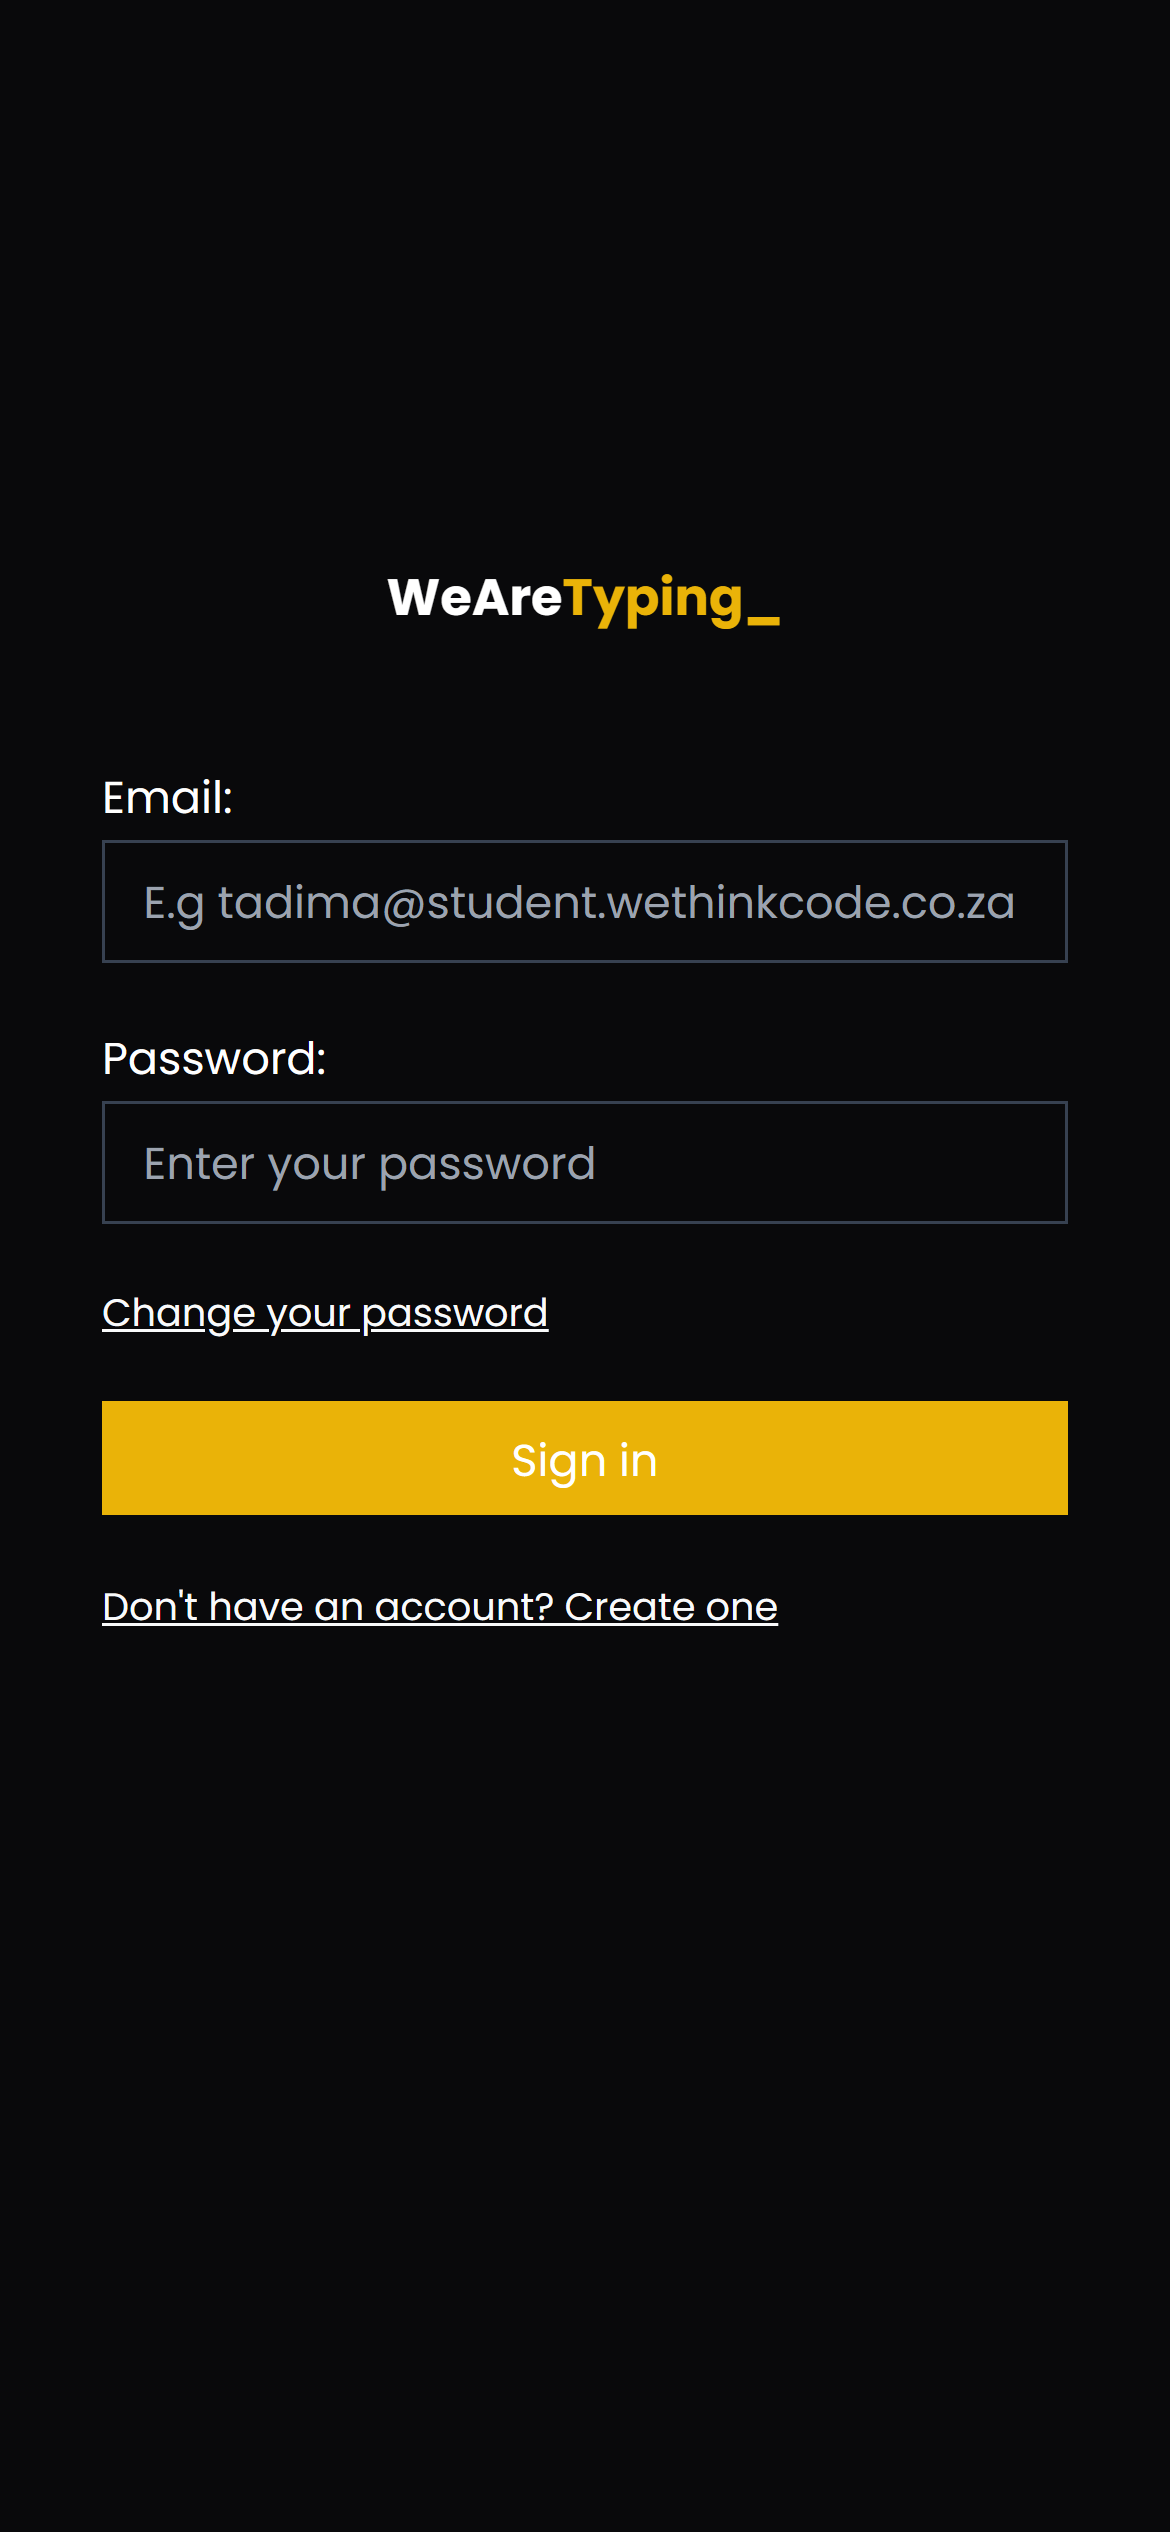 WeAreTyping_
Email:
E.g tadima@student.wethinkcode.co.za
Password:
Enter your password
Change your password
Sign in
Don't have an account? Create one